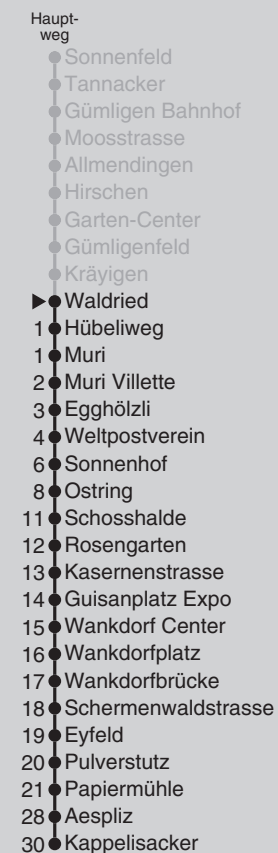 Haupt-
weg
Sonnenfeld
Tannacker
Gümligen Bahnhof
Moosstrasse
Allmendingen
Hirschen
Garten-Center
Gümligenfeld
Kräyigen
Waldried
1 Hübeliweg
1 Muri
2 Muri Villette
3 Egghölzli
4 Weltpostverein
6 Sonnenhof
8 Ostring
11 Schosshalde
12 Rosengarten
13 Kasernenstrasse
14 Guisanplatz Expo
15 Wankdorf Center
16 Wankdorfplatz
17 Wankdorfbrücke
18 Schermenwaldstrasse
19 Eyfeld
20 Pulverstutz
21 Papiermühle
28 Aespliz
30 Kappelisacker